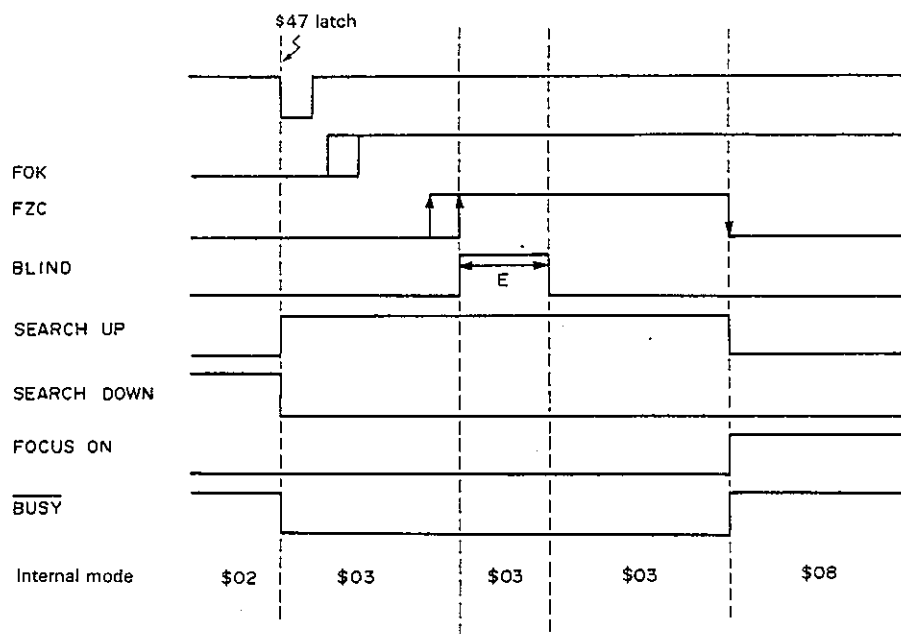 $47 latch
FOK
FZC
BLIND
E
SEARCH UP
SEARCH DOWN
FOCUS ON
BUSY
Internal mode $02 $03 $03 $03 $08